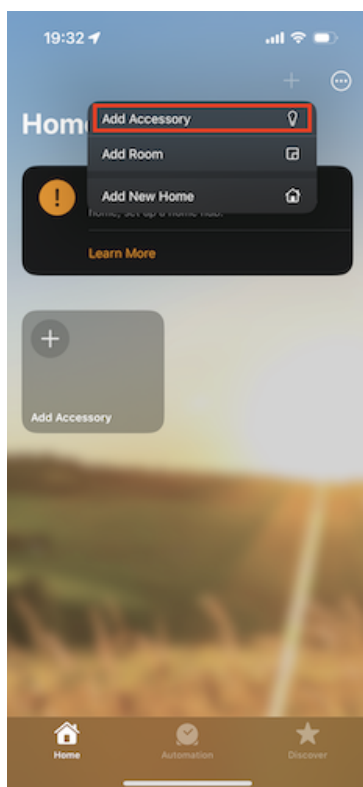 19:32
Hom
Add Accessory
Add Room
Add New Home
home, set up a home hub.
Learn More
Add Accessory
Home
Automation
Discover